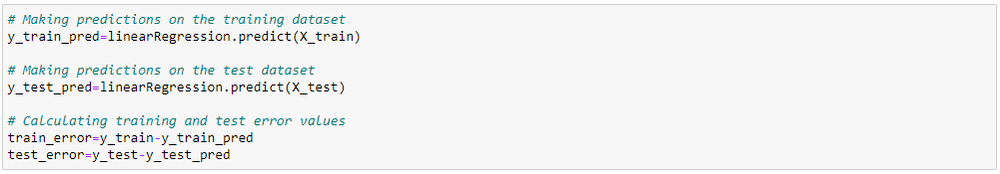 # Making predictions on the training dataset
y_train_pred=linearRegression.predict(X_train)
# Making predictions on the test dataset
y_test_pred=linearRegression.predict(X_test)
# Calculating training and test error values
train_error=y_train-y_train_pred
test_error=y_test-y_test_pred